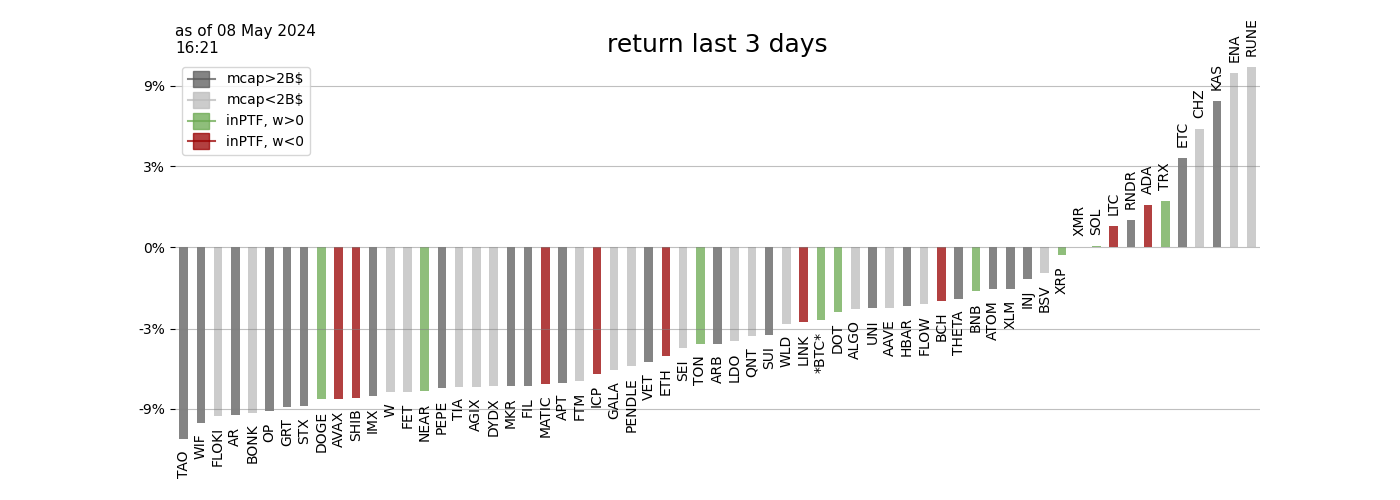 as of 08 May 2024
16:21
return last 3 days
mcap>2B$
mcap<2B$
inPTF, w>0
inPTF, w<0
9%
3%
0%
-3%
-9%
TAO
WIF
FLOKI
AR
BONK
OP
GRT
STX
DOGE
AVAX
SHIB
IMX
W
FET
NEAR
PEPE
TIA
AGIX
DYDX
MKR
FIL
MATIC
APT
FTM
ICP
GALA
PENDLE
VET
ETH
SEI
TON
ARB
LDO
QNT
SUI
WLD
LINK
*BTC*
DOT
ALGO
UNI
AAVE
HBAR
FLOW
BCH
THETA
BNB
ATOM
XLM
INJ
BSV
XRP
XMR
SOL
LTC
RNDR
ADA
TRX
ETC
CHZ
KAS
ENA
RUNE